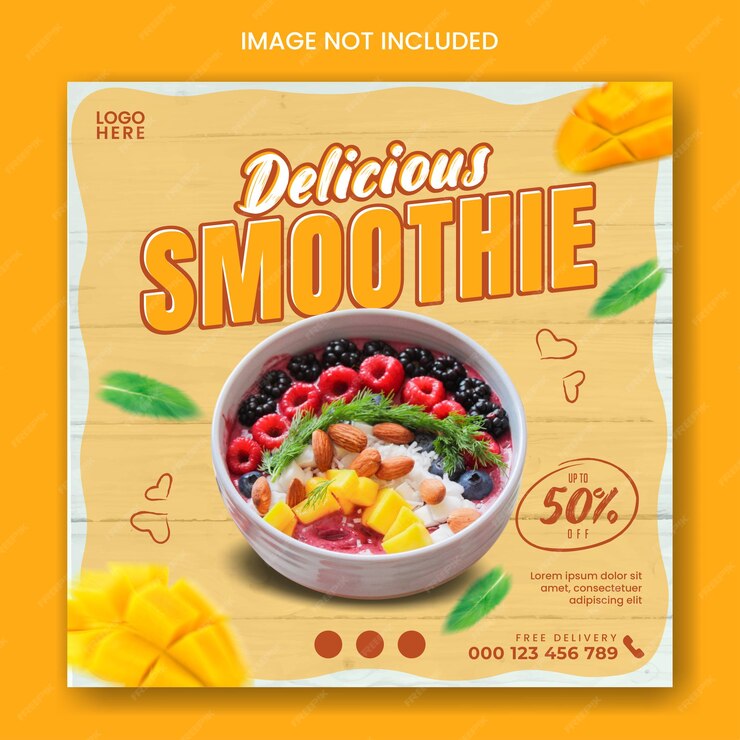 IMAGE NOT INCLUDED
LOGO
HERE
Delicious
SMOOTHIE
UP TO
50%
OFF
Lorem ipsum dolor sit
amet, consectetuer
adipiscing elit
FREE DELIVERY
000 123 456 789